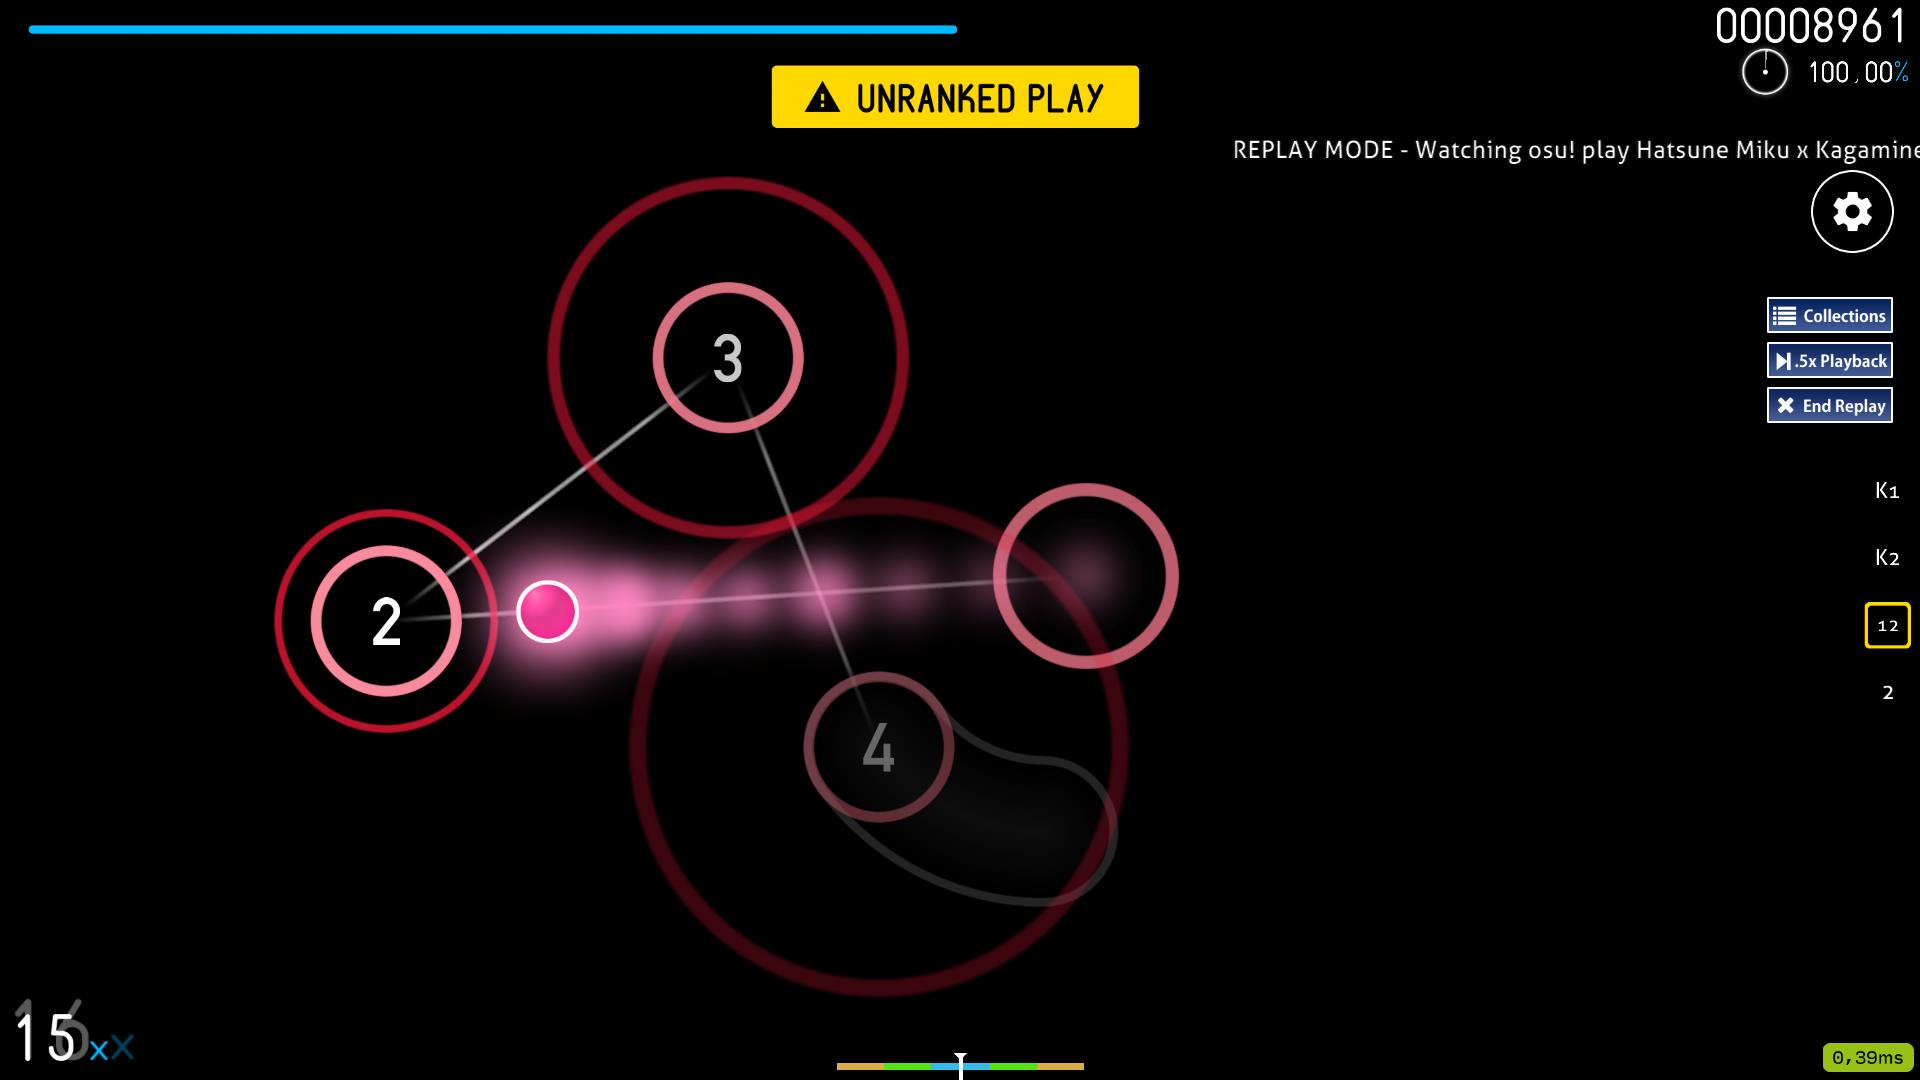 00008961
100,00%
UNRANKED PLAY
REPLAY MODE - Watching osu! play Hatsune Miku x Kagamine
Collections
.5x Playback
End Replay
3
K1
K2
2
12
2
4
15x
0,39ms